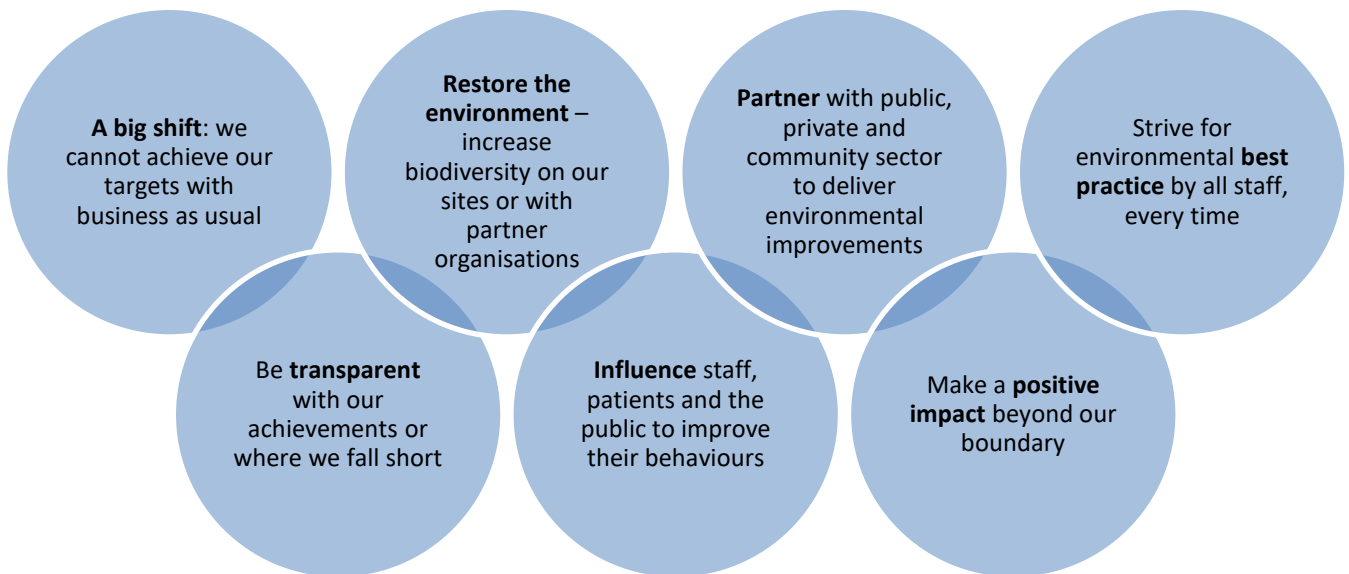 A big shift: we
cannot achieve our
targets with
business as usual
Be transparent
with our
achievements or
where we fall short
Restore the
environment –
increase
biodiversity on our
sites or with
partner
organisations
Influence staff,
patients and the
public to improve
their behaviours
Partner with public,
private and
community sector
to deliver
environmental
improvements
Make a positive
impact beyond our
boundary
Strive for
environmental best
practice by all staff,
every time